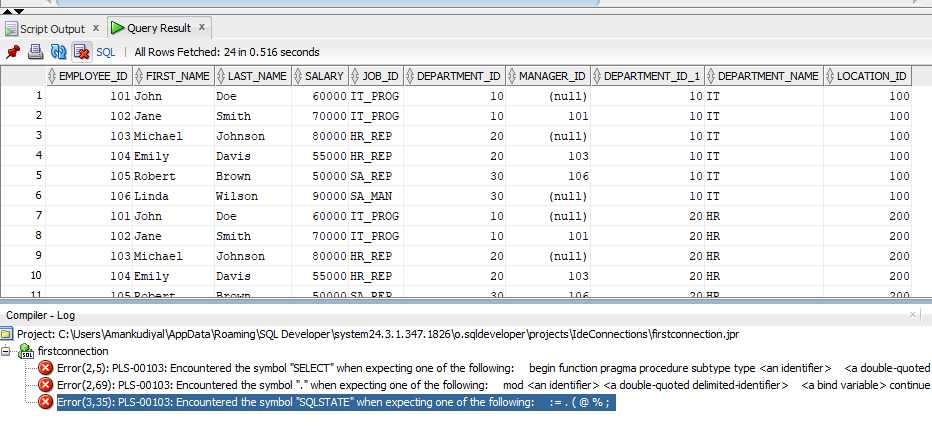 Script Output x Query Result x
SQL | All Rows Fetched: 24 in 0.516 seconds
EMPLOYEE_ID FIRST_NAME LAST_NAME SALARY JOB_ID DEPARTMENT_ID MANAGER_ID DEPARTMENT_ID_1 DEPARTMENT_NAME LOCATION_ID
1 101 John Doe 60000 IT_PROG 10 (null) 10 IT 100
2 102 Jane Smith 70000 IT_PROG 10 101 10 IT 100
3 103 Michael Johnson 80000 HR_REP 20 (null) 10 IT 100
4 104 Emily Davis 55000 HR_REP 20 103 10 IT 100
5 105 Robert Brown 50000 SA_REP 30 106 10 IT 100
6 106 Linda Wilson 90000 SA_MAN 30 (null) 10 IT 100
7 101 John Doe 60000 IT_PROG 10 (null) 20 HR 200
8 102 Jane Smith 70000 IT_PROG 10 101 20 HR 200
9 103 Michael Johnson 80000 HR_REP 20 (null) 20 HR 200
10 104 Emily Davis 55000 HR_REP 20 103 20 HR 200
11 105 Robert Brown 50000 SA_REP 30 106 20 HR 200
Compiler - Log
Project: C:\Users\Amankudiyal\AppData\Roaming\SQL Developer\system24.3.1.347.1826\o.sqldeveloper\projects\IdeConnections\firstconnection.jpr
firstconnection
Error(2,5): PLS-00103: Encountered the symbol "SELECT" when expecting one of the following: begin function pragma procedure subtype type <an identifier> <a double-quoted
Error(2,69): PLS-00103: Encountered the symbol "." when expecting one of the following: mod <an identifier> <a double-quoted delimited-identifier> <a bind variable> continue
Error(3,35): PLS-00103: Encountered the symbol "SQLSTATE" when expecting one of the following: := . ( @ % ;